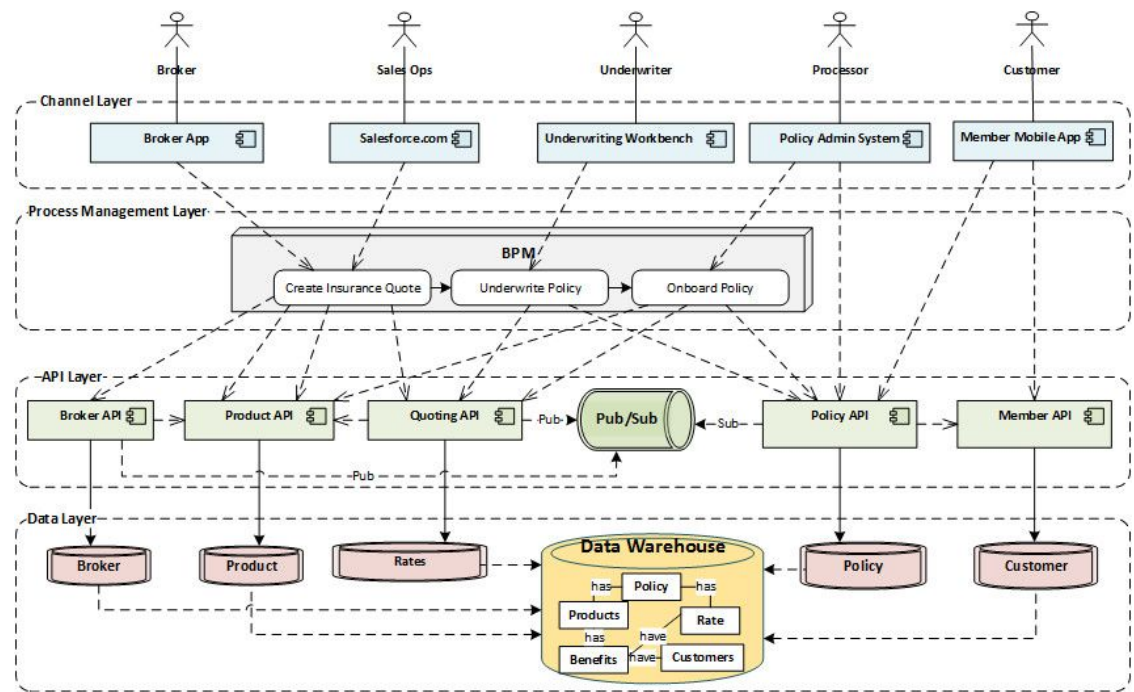 Broker
Sales Ops
Underwriter
Processor
Customer
Channel Layer
Broker App
Salesforce.com
Underwriting Workbench
Policy Admin System
Member Mobile App
Process Management Layer
BPM
Create Insurance Quote
Underwrite Policy
Onboard Policy
API Layer
Broker API
Product API
Quoting API
Pub
Pub/Sub
Sub
Policy API
Member API
Pub
Data Layer
Broker
Product
Rates
Data Warehouse
Policy
Customer
Policy
has
has
Products
Rate
has
have
Benefits
have
Customers